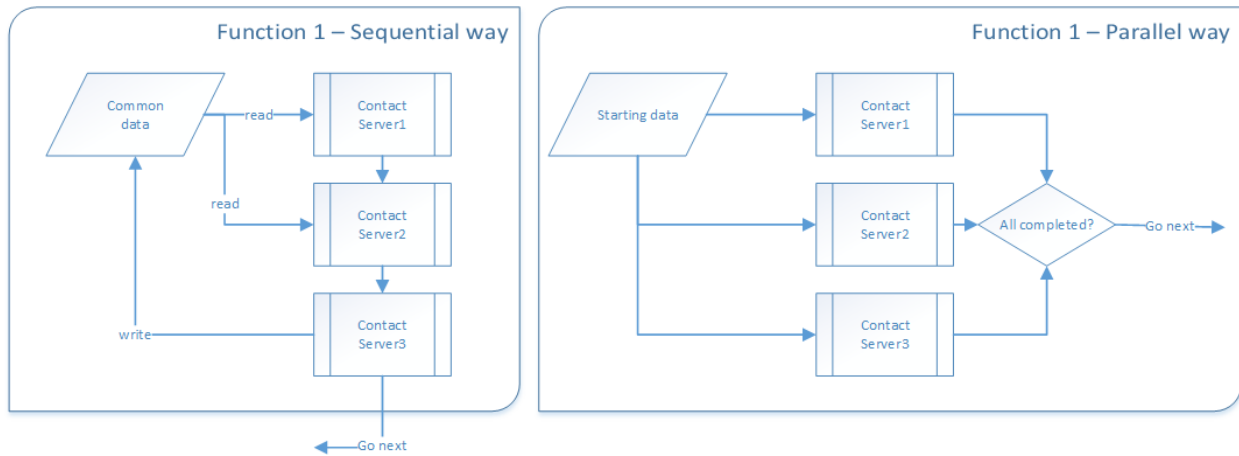 Function 1 – Sequential way
Common
data
read
Contact
Server1
read
Contact
Server2
write
Contact
Server3
Go next
Function 1 – Parallel way
Starting data
Contact
Server1
Contact
Server2
All completed?
Go next
Contact
Server3